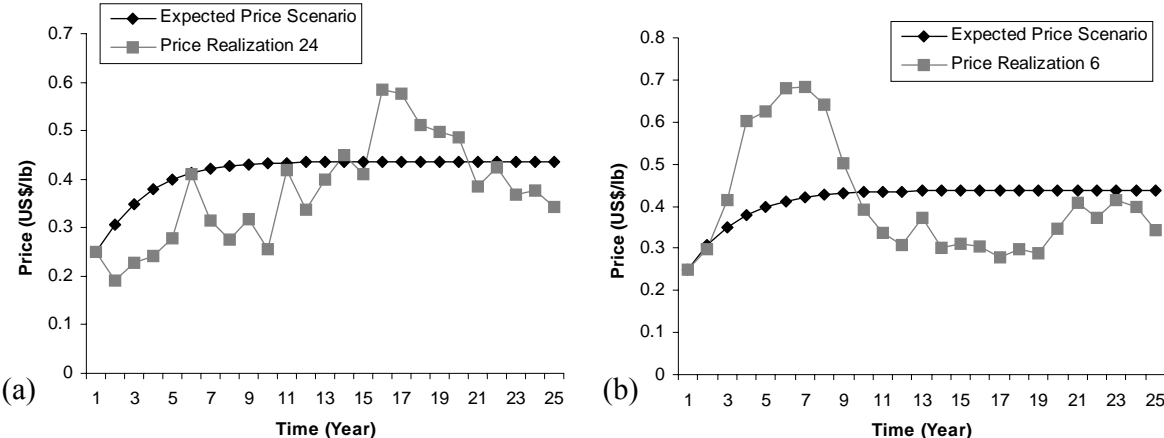 Expected Price Scenario
Price Realization 24
0.7
0.6
0.5
0.4
0.3
0.2
0.1
0
Price (US$/lb)
1 3 5 7 9 11 13 15 17 19 21 23 25
Time (Year)
(a)
Expected Price Scenario
Price Realization 6
0.8
0.7
0.6
0.5
0.4
0.3
0.2
0.1
0
Price (US$/lb)
1 3 5 7 9 11 13 15 17 19 21 23 25
Time (Year)
(b)